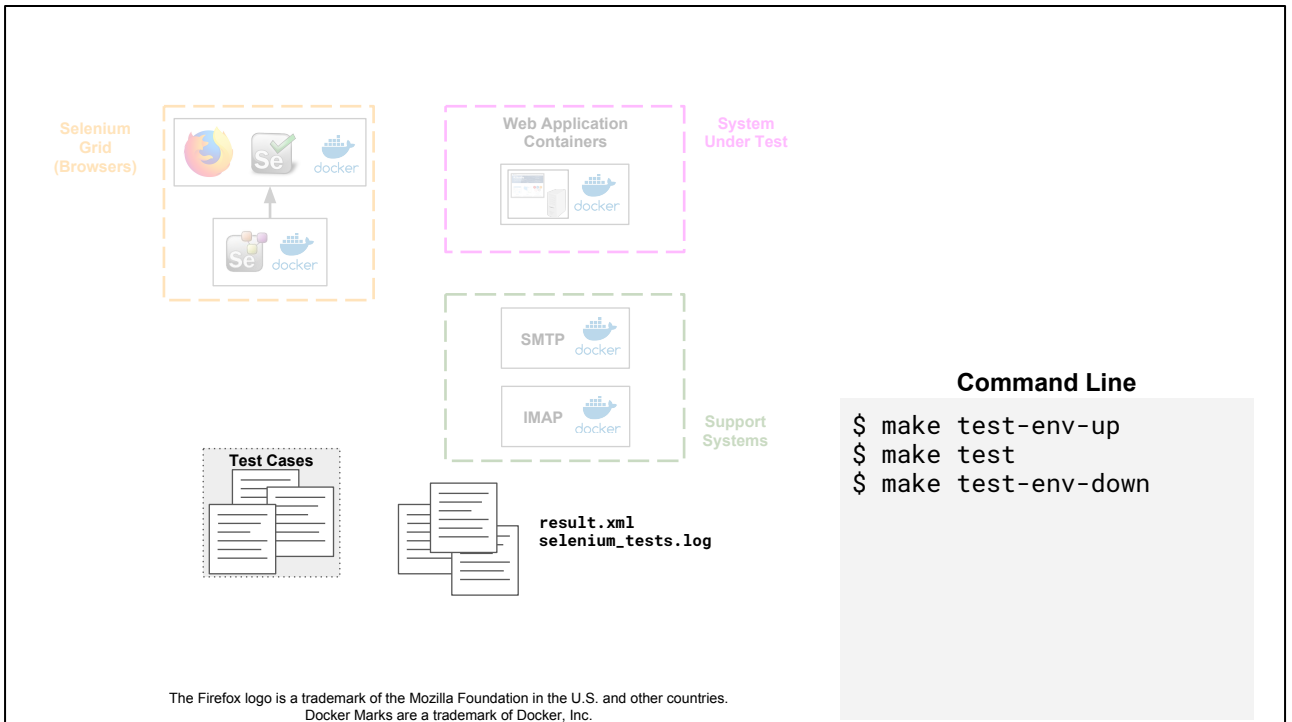 Selenium
Grid
(Browsers)
Se
docker
Se
docker
Web Application
Containers
docker
System
Under Test
SMTP
docker
IMAP
docker
Support
Systems
Test Cases
result.xml
selenium_tests.log
Command Line
$ make test-env-up
$ make test
$ make test-env-down
The Firefox logo is a trademark of the Mozilla Foundation in the U.S. and other countries.
Docker Marks are a trademark of Docker, Inc.